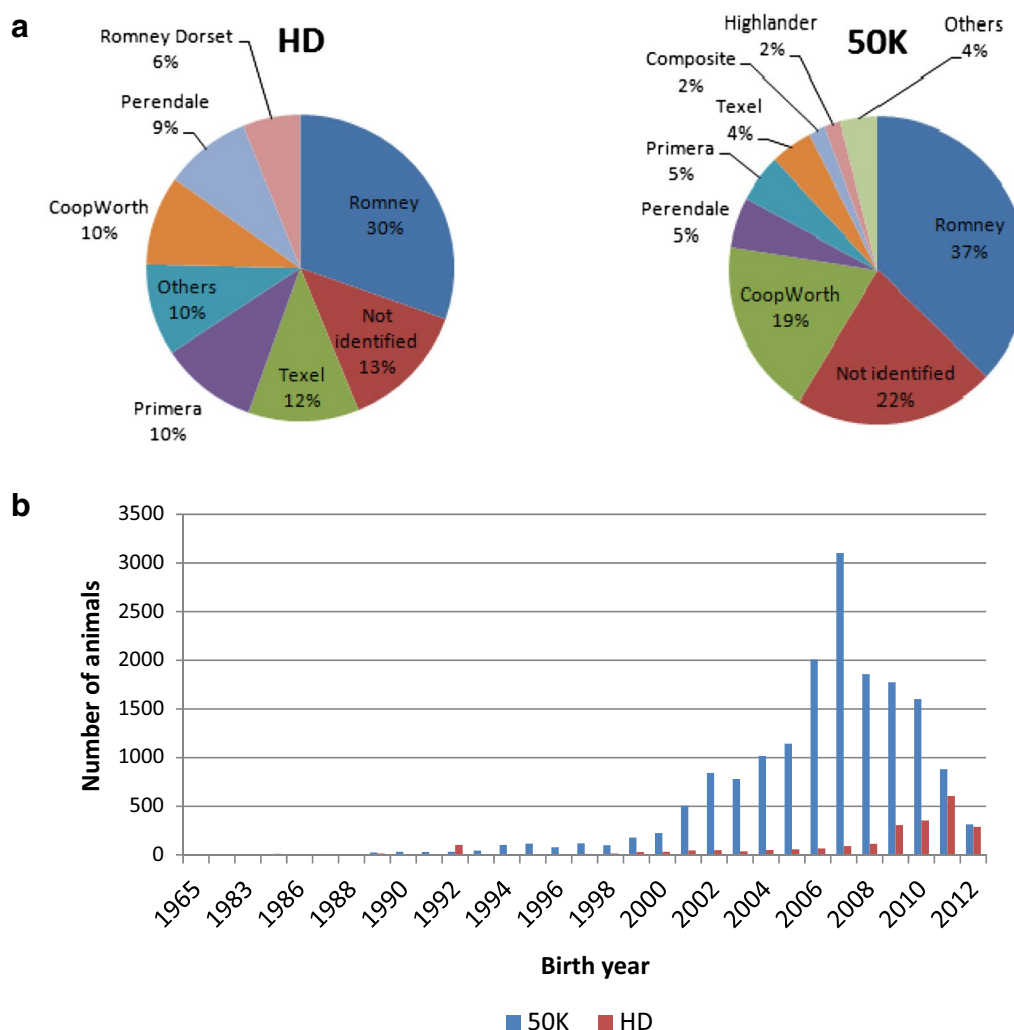 a
HD
Romney Dorset
6%
Perendale
9%
CoopWorth
10%
Others
10%
Primera
10%
Texel
12%
Not
identified
13%
Romney
30%
50K
Highlander
2%
Others
4%
Composite
2%
Texel
4%
Primera
5%
Perendale
5%
CoopWorth
19%
Not identified
22%
Romney
37%
b
Number of animals
3500
3000
2500
2000
1500
1000
500
0
1965
1983
1986
1988
1990
1992
1994
1996
1998
2000
2002
2004
2006
2008
2010
2012
Birth year
50K
HD